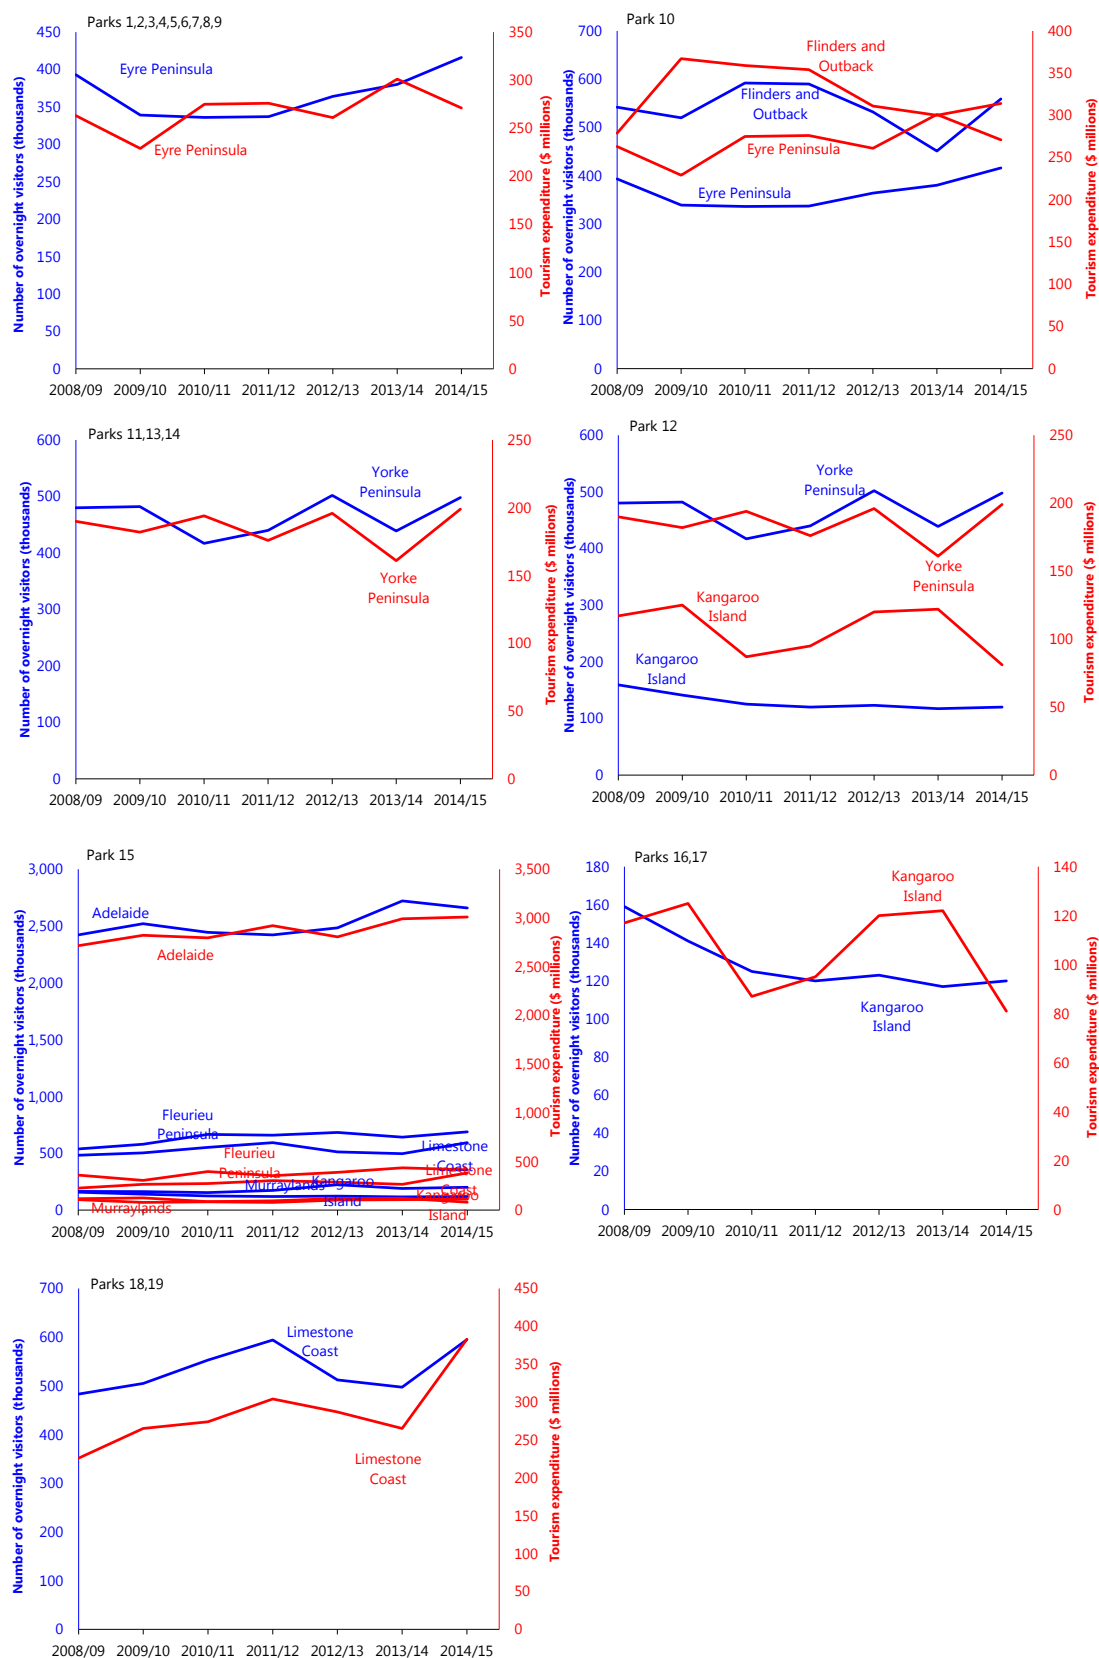 Parks 1,2,3,4,5,6,7,8,9
Number of overnight visitors (thousands)
450
400
350
300
250
200
150
100
50
0
Eyre Peninsula
Eyre Peninsula
350
300
250
200
150
100
50
0
Tourism expenditure ($ millions)
2008/09 2009/10 2010/11 2011/12 2012/13 2013/14 2014/15
Park 10
Number of overnight visitors (thousands)
700
600
500
400
300
200
100
0
Flinders and
Outback
Flinders and
Outback
Eyre Peninsula
Eyre Peninsula
400
350
300
250
200
150
100
50
0
Tourism expenditure ($ millions)
2008/09 2009/10 2010/11 2011/12 2012/13 2013/14 2014/15
Parks 11,13,14
Number of overnight visitors (thousands)
600
500
400
300
200
100
0
Yorke
Peninsula
Yorke
Peninsula
250
200
150
100
50
0
Tourism expenditure ($ millions)
2008/09 2009/10 2010/11 2011/12 2012/13 2013/14 2014/15
Park 12
Number of overnight visitors (thousands)
600
500
400
300
200
100
0
Yorke
Peninsula
Yorke
Peninsula
Kangaroo
Island
Kangaroo
Island
250
200
150
100
50
0
Tourism expenditure ($ millions)
2008/09 2009/10 2010/11 2011/12 2012/13 2013/14 2014/15
Park 15
Number of overnight visitors (thousands)
3,000
2,500
2,000
1,500
1,000
500
0
Adelaide
Adelaide
Fleurieu
Peninsula
Fleurieu
Peninsula
Limestone
Coast
Limestone
Coast
Murraylands
Kangaroo
Island
Kangaroo
Island
Murraylands
3,500
3,000
2,500
2,000
1,500
1,000
500
0
Tourism expenditure ($ millions)
2008/09 2009/10 2010/11 2011/12 2012/13 2013/14 2014/15
Parks 16,17
Number of overnight visitors (thousands)
180
160
140
120
100
80
60
40
20
0
Kangaroo
Island
Kangaroo
Island
140
120
100
80
60
40
20
0
Tourism expenditure ($ millions)
2008/09 2009/10 2010/11 2011/12 2012/13 2013/14 2014/15
Parks 18,19
Number of overnight visitors (thousands)
700
600
500
400
300
200
100
0
Limestone
Coast
Limestone
Coast
450
400
350
300
250
200
150
100
50
0
Tourism expenditure ($ millions)
2008/09 2009/10 2010/11 2011/12 2012/13 2013/14 2014/15